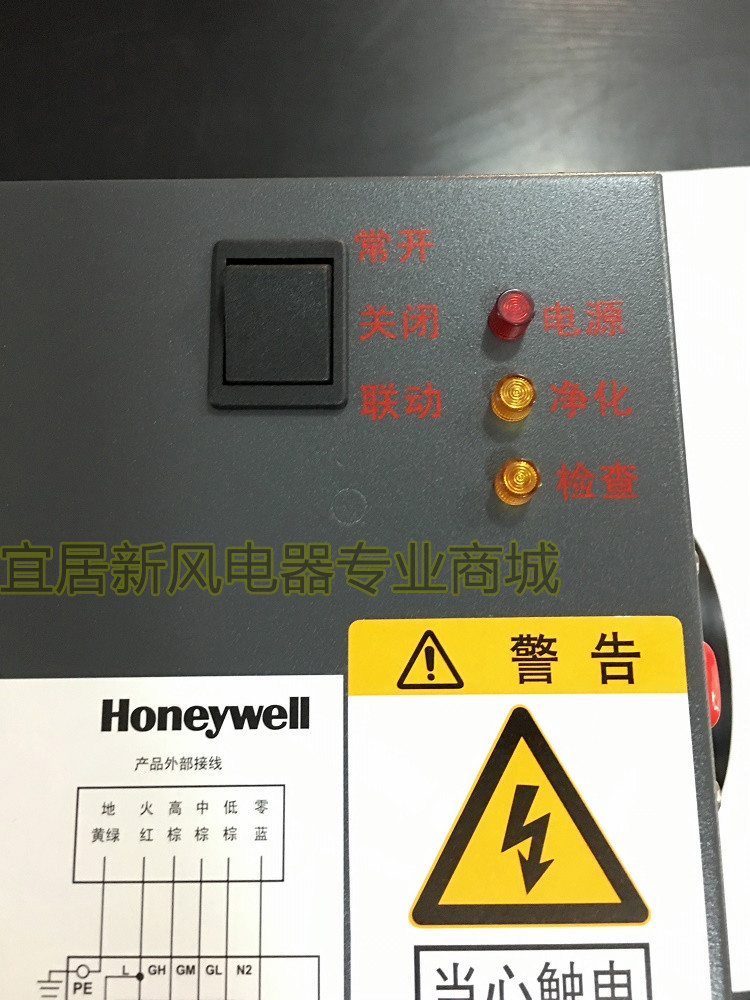 常开
关闭
电源
联动
净化
检查
宜居新风电器专业商城
警告
Honeywell
产品外部接线
地 火 高 中 低 零
黄绿 红 棕 棕 棕 蓝
L GH GM GL N2
PE
当心触电